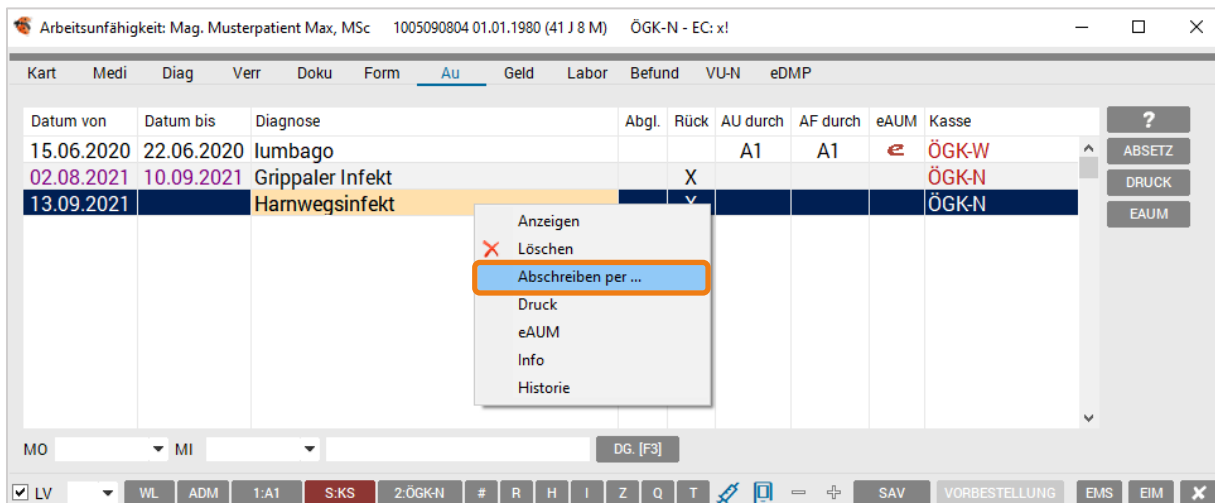 Arbeitsunfähigkeit: Mag. Musterpatient Max, MSc 1005090804 01.01.1980 (41 J 8 M) ÖGK-N - EC: x!
Kart Medi Diag Verr Doku Form Au Geld Labor Befund VU-N eDMP
Datum von Datum bis Diagnose Abgl. Rück AU durch AF durch eAUM Kasse ?
15.06.2020 22.06.2020 lumbago A1 A1 e ÖGK-W ABSETZ
02.08.2021 10.09.2021 Grippaler Infekt X ÖGK-N DRUCK
13.09.2021 Harnwegsinfekt X ÖGK-N EAUM
Anzeigen
Löschen
Abschreiben per ...
Druck
eAUM
Info
Historie
MO MI DG. [F3]
LV WL ADM 1:A1 S:KS 2:ÖGK-N # R H I Z Q T SAV VORBESTELLUNG EMS EIM